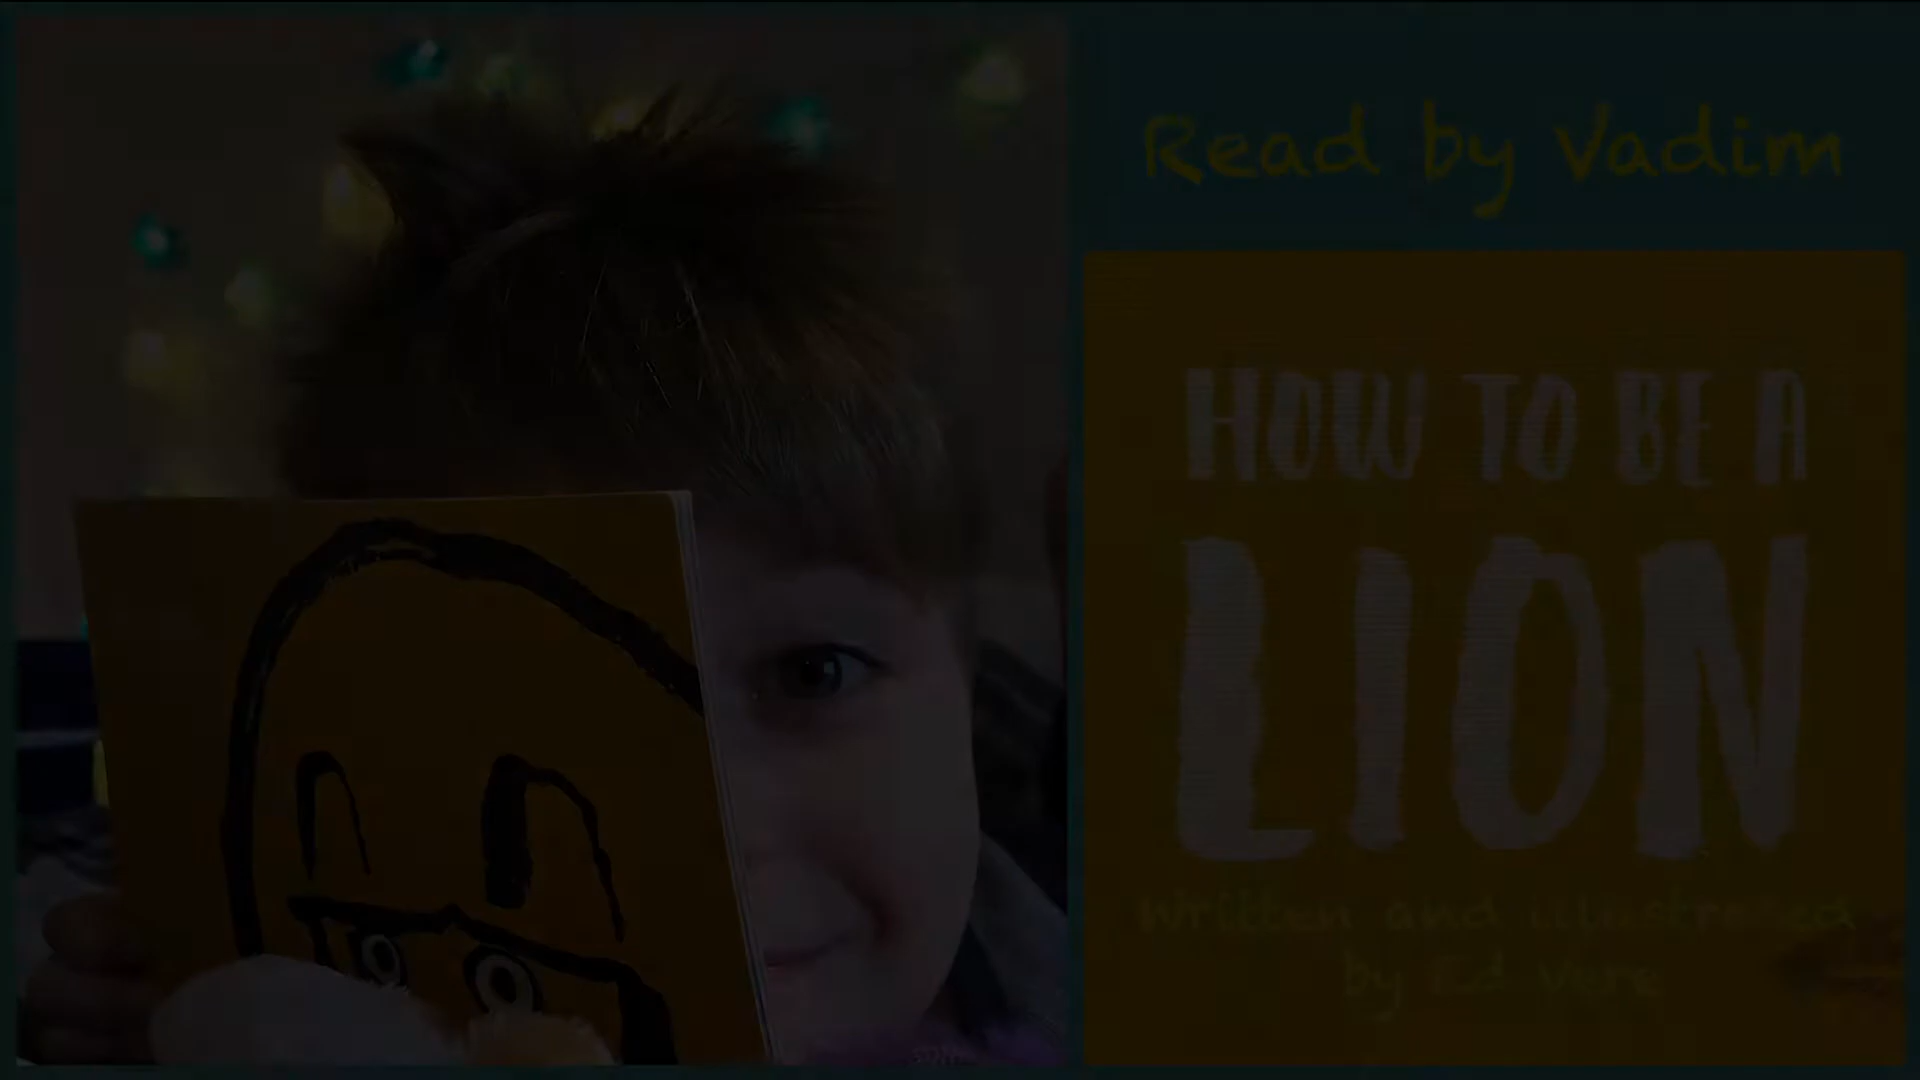 Read by Vadim
HOW TO BE A
LION
written and illustrated
by Ed Vere